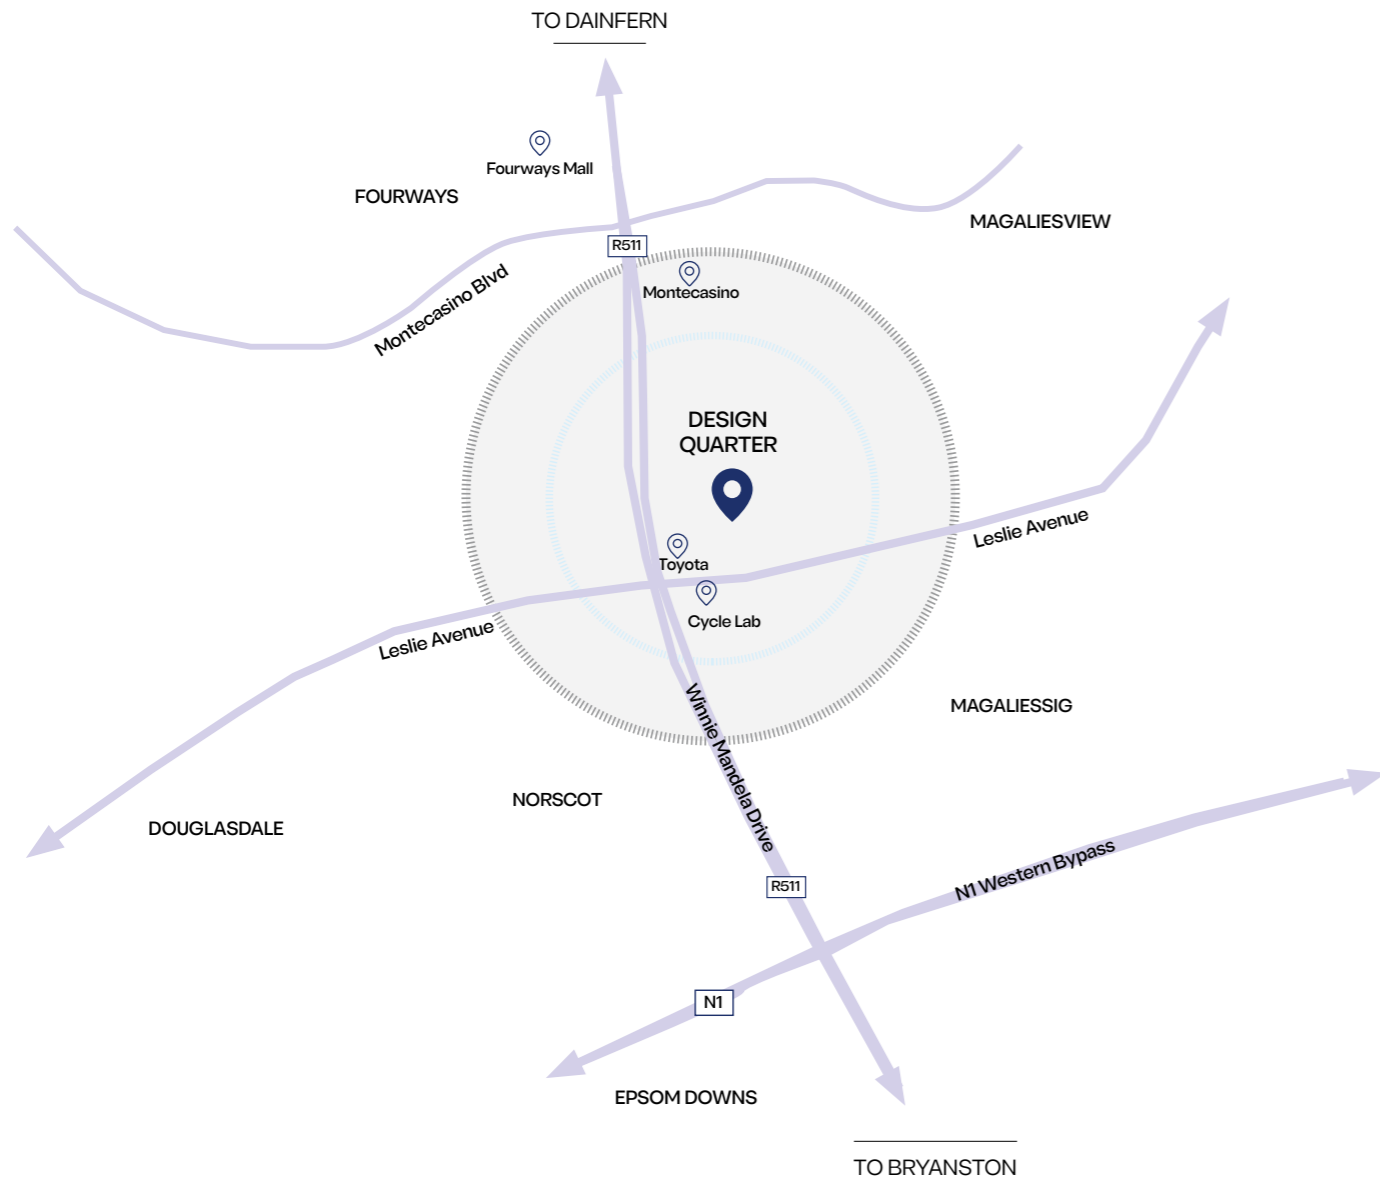 TO DAINFERN
Fourways Mall
FOURWAYS
MAGALIESVIEW
R511
Montecasino
Montecasino Blvd
DESIGN
QUARTER
Leslie Avenue
Toyota
Cycle Lab
Leslie Avenue
MAGALIESSIG
Winnie Mandela Drive
NORSCOT
DOUGLASDALE
N1 Western Bypass
R511
N1
EPSOM DOWNS
TO BRYANSTON